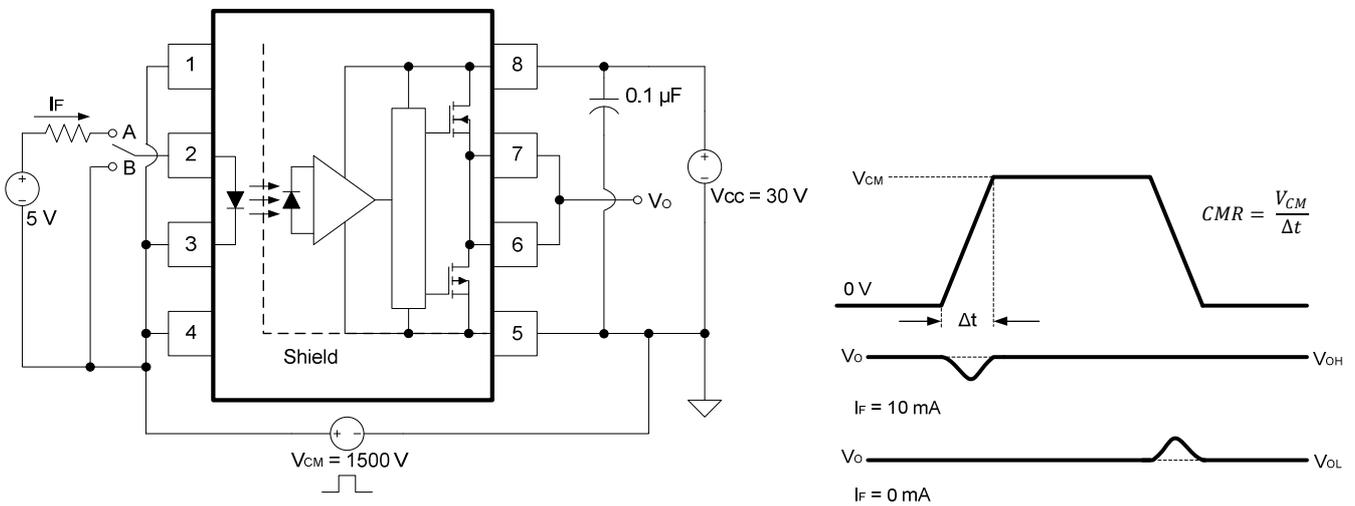 1
8
IF
A
0.1 µF
2
7
B
+
−
5 V
+
−
VCC = 30 V
VO
3
6
4
5
Shield
+ −
VCM = 1500 V
VCM
CMR = VCM / Δt
0 V
Δt
VO
VOH
IF = 10 mA
VO
VOL
IF = 0 mA